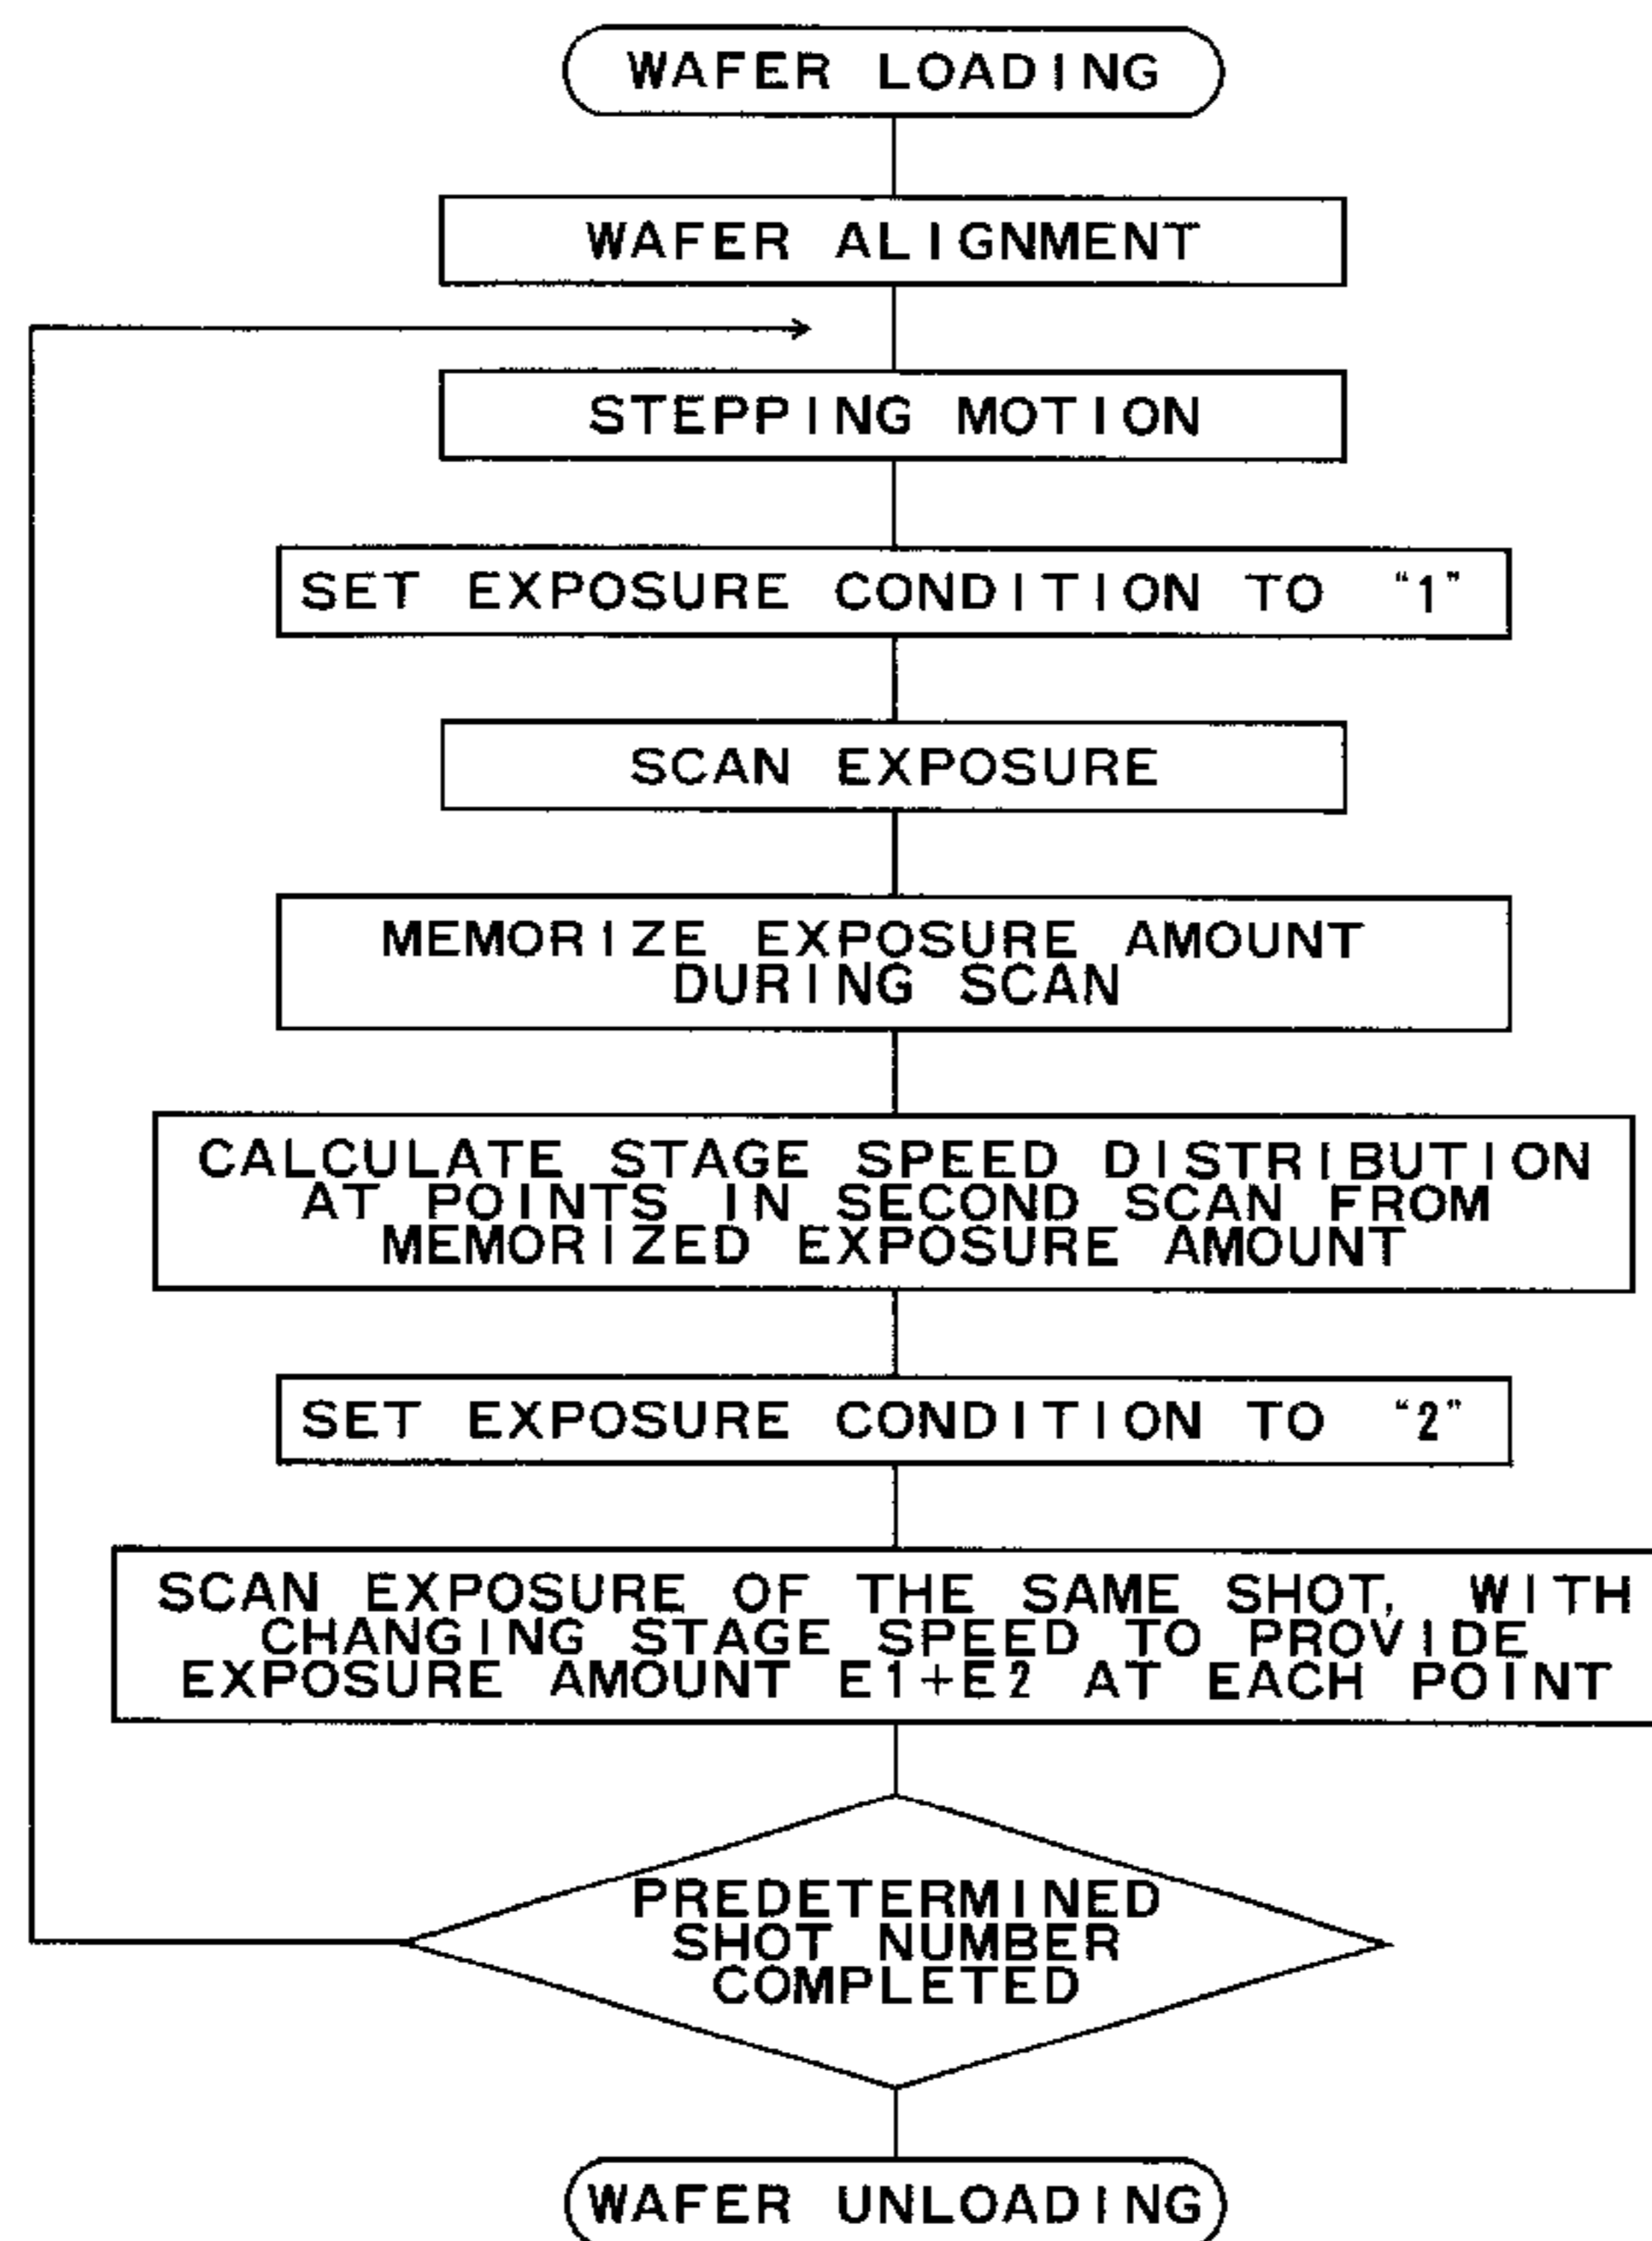 WAFER LOADING
WAFER ALIGNMENT
STEPPING MOTION
SET EXPOSURE CONDITION TO “1”
SCAN EXPOSURE
MEMORIZE EXPOSURE AMOUNT
DURING SCAN
CALCULATE STAGE SPEED DISTRIBUTION
AT POINTS IN SECOND SCAN FROM
MEMORIZED EXPOSURE AMOUNT
SET EXPOSURE CONDITION TO “2”
SCAN EXPOSURE OF THE SAME SHOT, WITH
CHANGING STAGE SPEED TO PROVIDE
EXPOSURE AMOUNT E1+E2 AT EACH POINT
PREDETERMINED
SHOT NUMBER
COMPLETED
WAFER UNLOADING